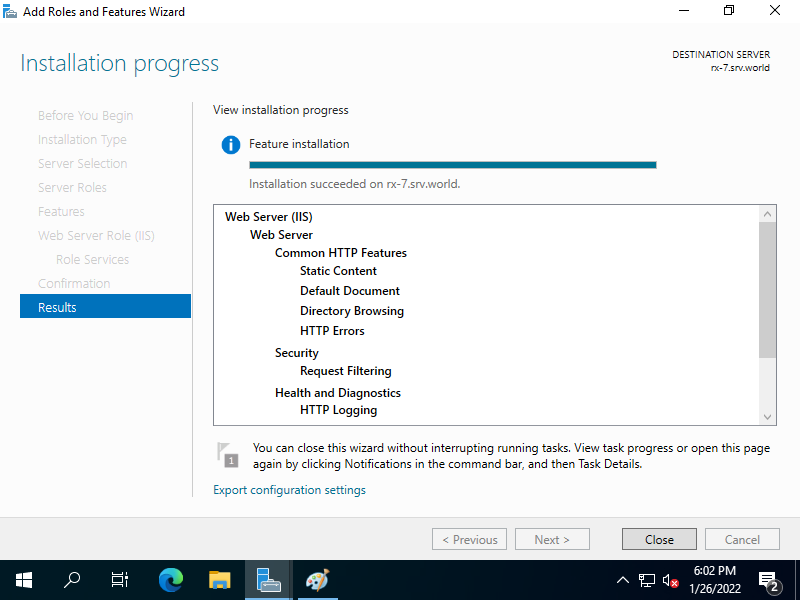 Add Roles and Features Wizard
Installation progress
DESTINATION SERVER
rx-7.srv.world
Before You Begin
Installation Type
Server Selection
Server Roles
Features
Web Server Role (IIS)
Role Services
Confirmation
Results
View installation progress
Feature installation
Installation succeeded on rx-7.srv.world.
Web Server (IIS)
Web Server
Common HTTP Features
Static Content
Default Document
Directory Browsing
HTTP Errors
Security
Request Filtering
Health and Diagnostics
HTTP Logging
1
You can close this wizard without interrupting running tasks. View task progress or open this page
again by clicking Notifications in the command bar, and then Task Details.
Export configuration settings
< Previous
Next >
Close
Cancel
6:02 PM
1/26/2022
2